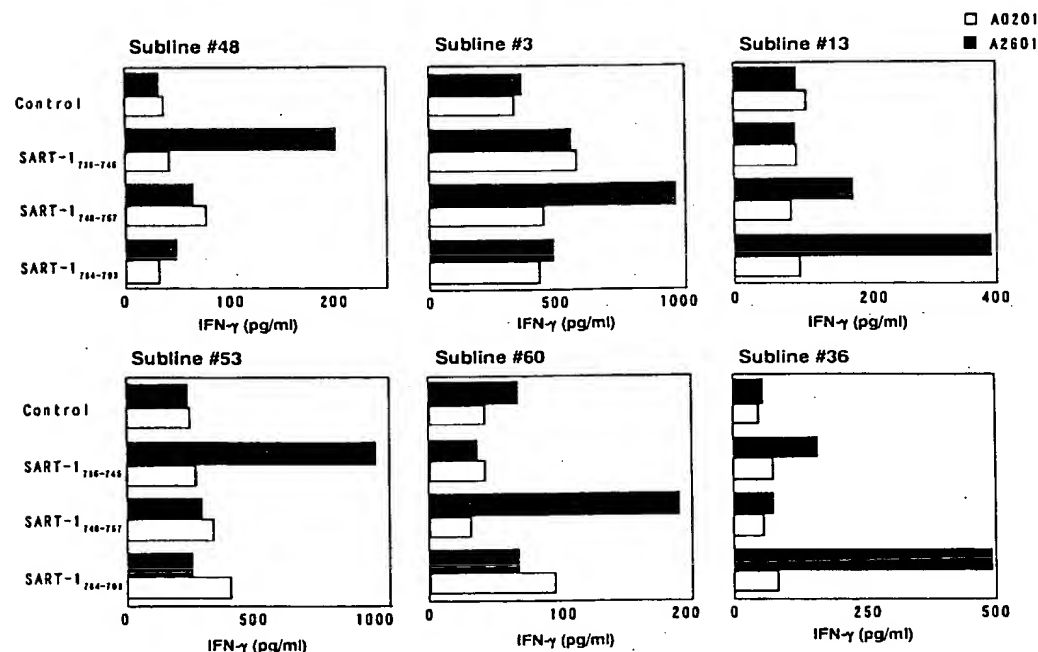 A0201
A2601
Subline #48
Subline #3
Subline #13
Control
SART-1
SART-1
SART-1
0 100 200
IFN-γ (pg/ml)
0 500 1000
IFN-γ (pg/ml)
0 200 400
IFN-γ (pg/ml)
Subline #53
Subline #60
Subline #36
Control
SART-1
SART-1
SART-1
0 500 1000
IFN-γ (pg/ml)
0 100 200
IFN-γ (pg/ml)
0 250 500
IFN-γ (pg/ml)